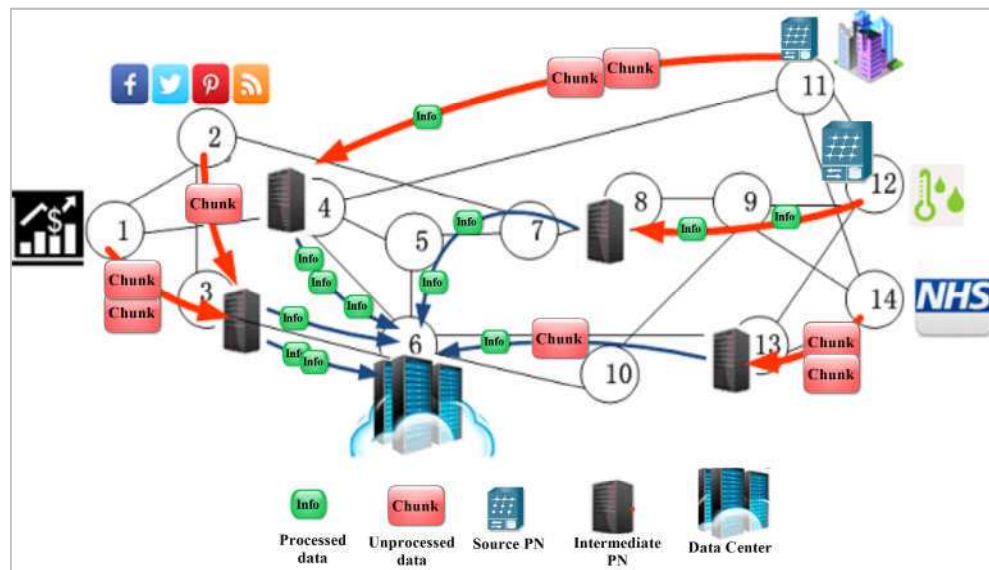 Chunk
Chunk
11
Info
2
12
Chunk
8
9
4
1
5
7
Info
Info
Info
Info
Chunk
3
Info
Info
14
NHS
Chunk
Info
Info
6
Info
Chunk
13
Chunk
Info
Info
10
Chunk
Info
Chunk
Processed
data
Unprocessed
data
Source PN
Intermediate
PN
Data Center